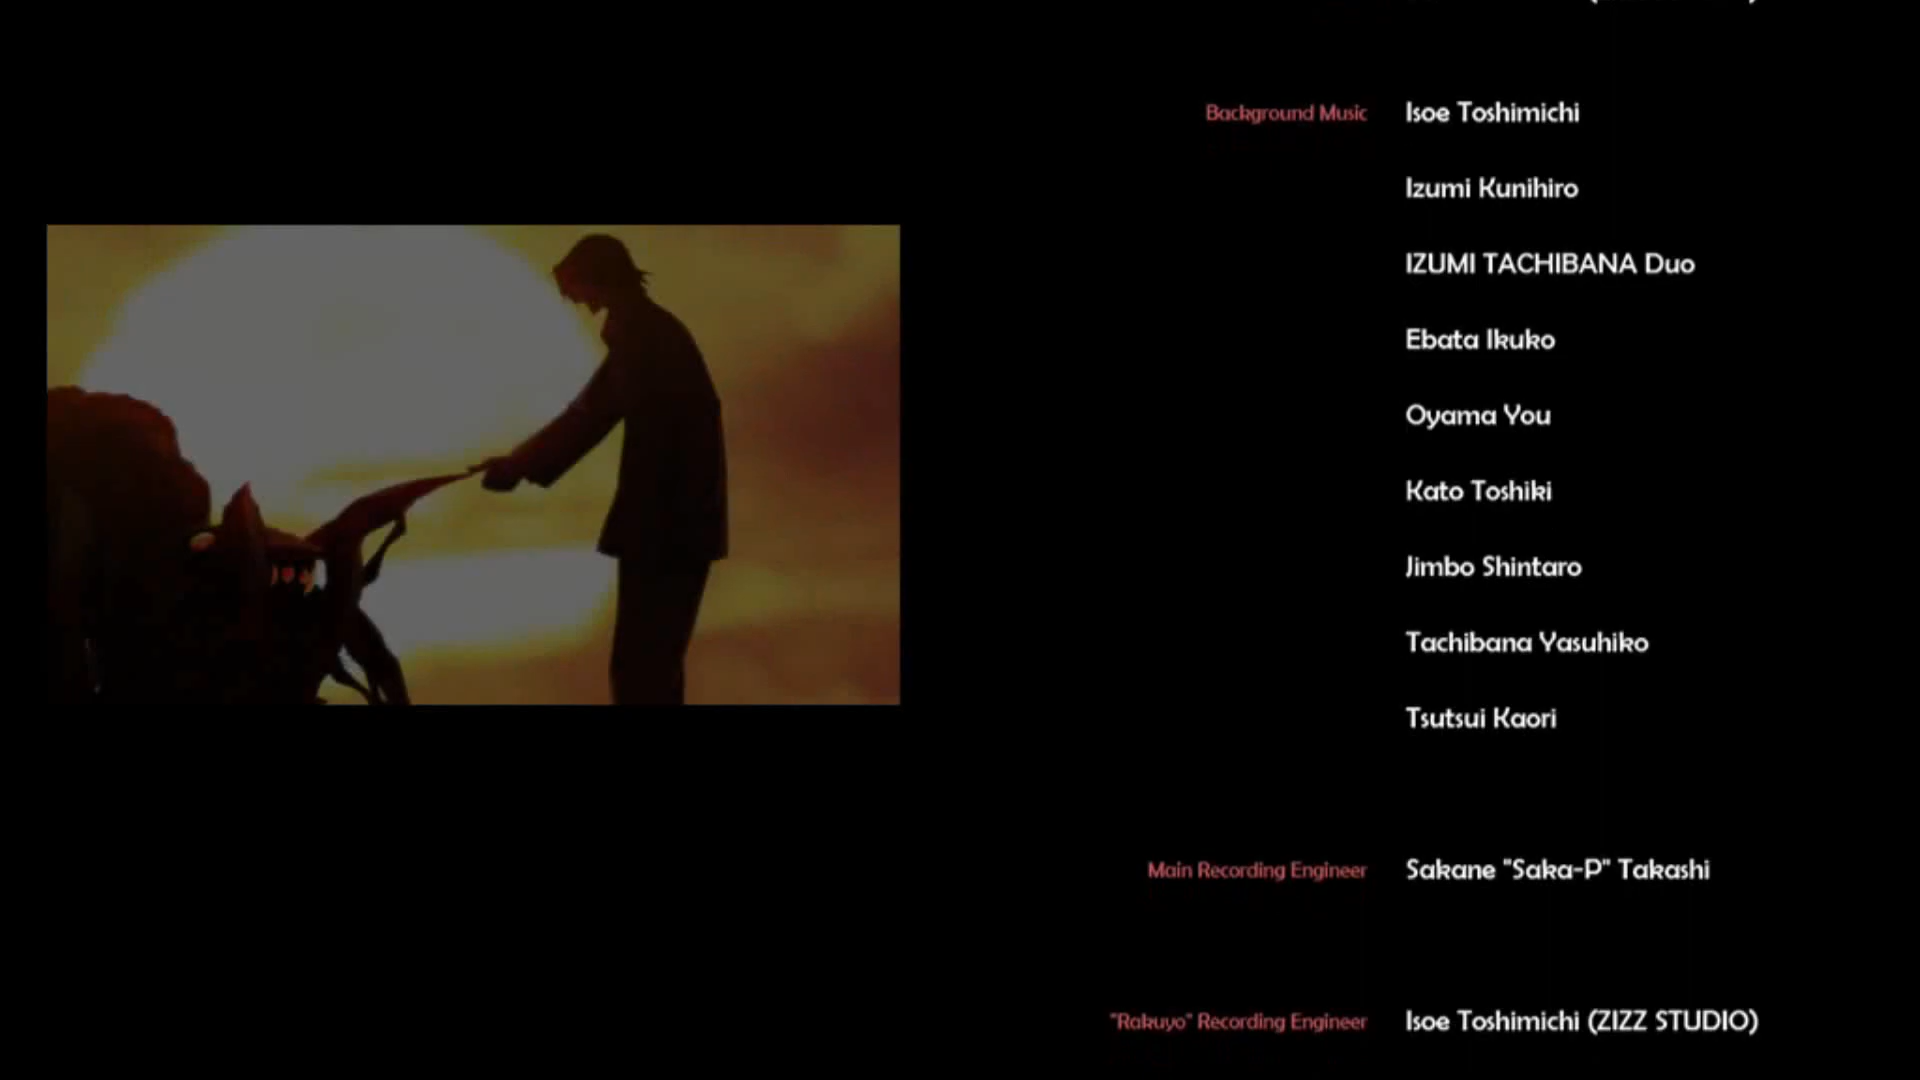 Background Music Isoe Toshimichi
Izumi Kunihiro
IZUMI TACHIBANA Duo
Ebata Ikuko
Oyama You
Kato Toshiki
Jimbo Shintaro
Tachibana Yasuhiko
Tsutsui Kaori
Main Recording Engineer Sakane "Saka-P" Takashi
"Rakuyo" Recording Engineer Isoe Toshimichi (ZIZZ STUDIO)